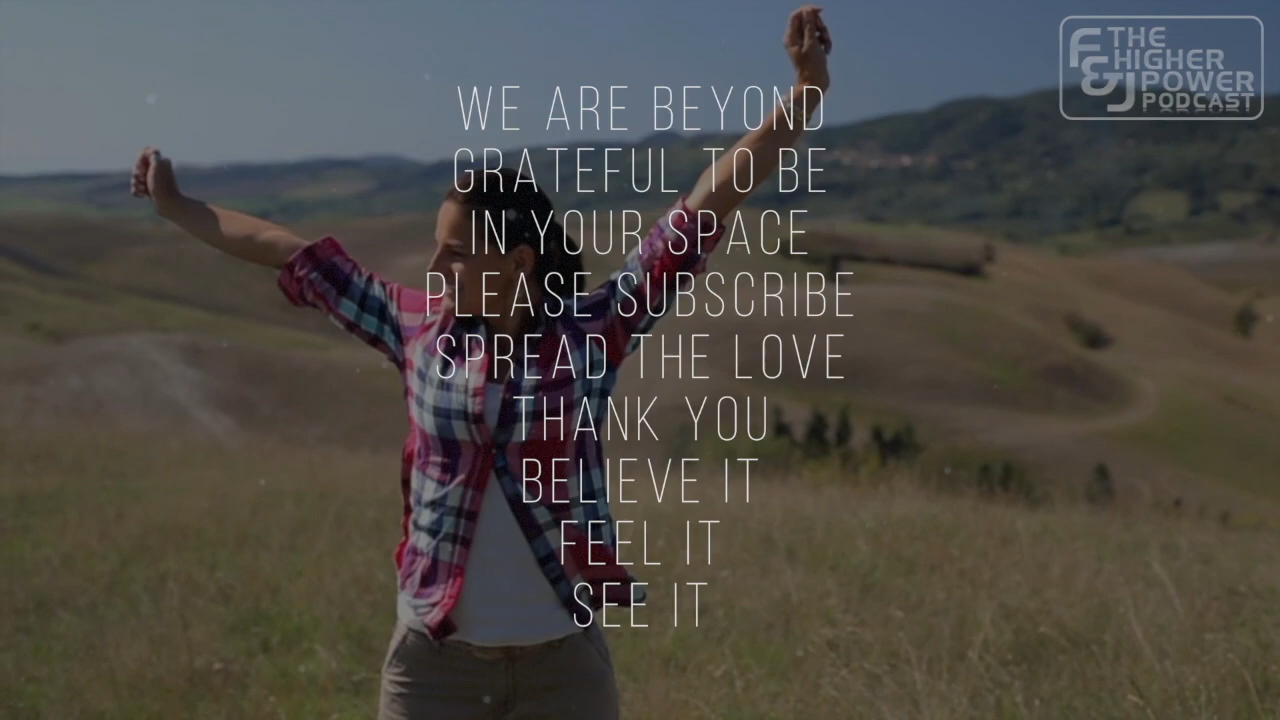 WE ARE BEYOND
GRATEFUL TO BE
IN YOUR SPACE
PLEASE SUBSCRIBE
SPREAD THE LOVE
THANK YOU
BELIEVE IT
FEEL IT
SEE IT
F&J THE
HIGHER
POWER
PODCAST